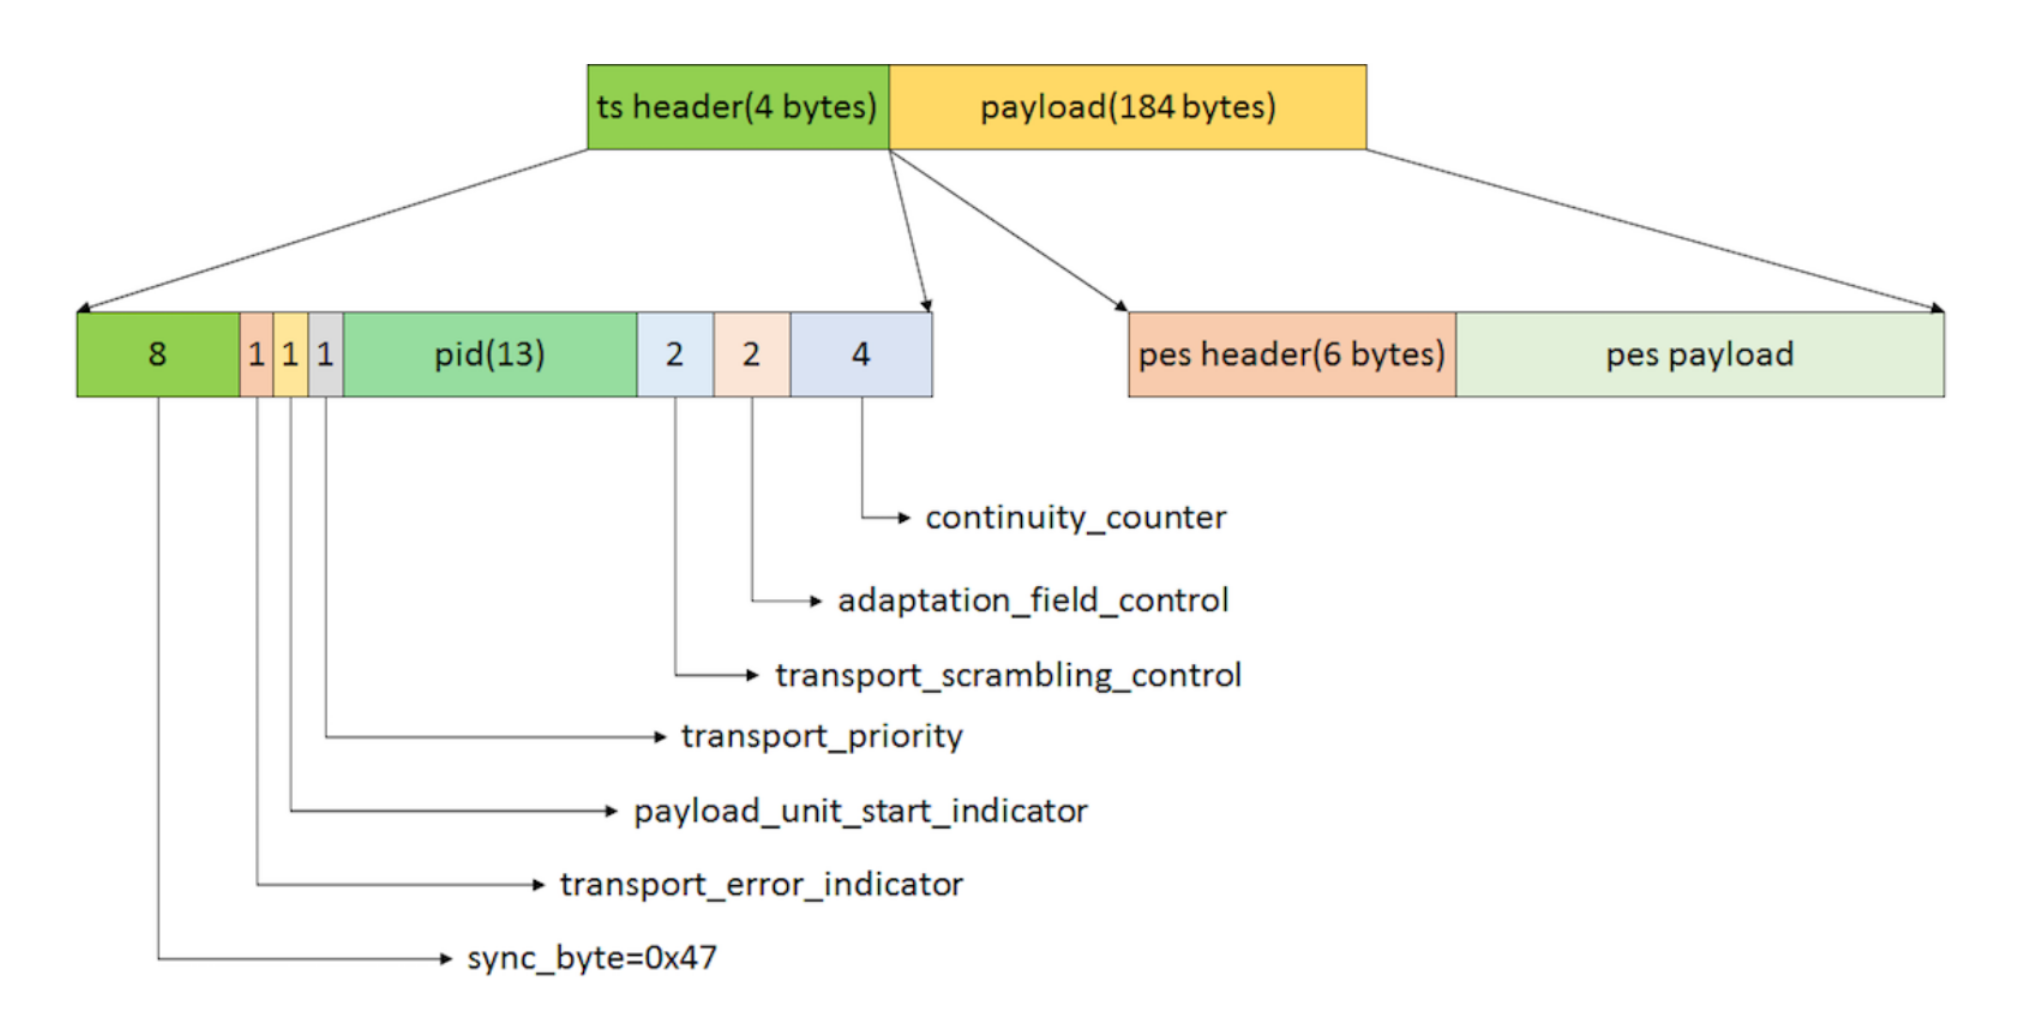 ts header(4 bytes)
payload(184 bytes)
8
1
1
1
pid(13)
2
2
4
pes header(6 bytes)
pes payload
continuity_counter
adaptation_field_control
transport_scrambling_control
transport_priority
payload_unit_start_indicator
transport_error_indicator
sync_byte=0x47